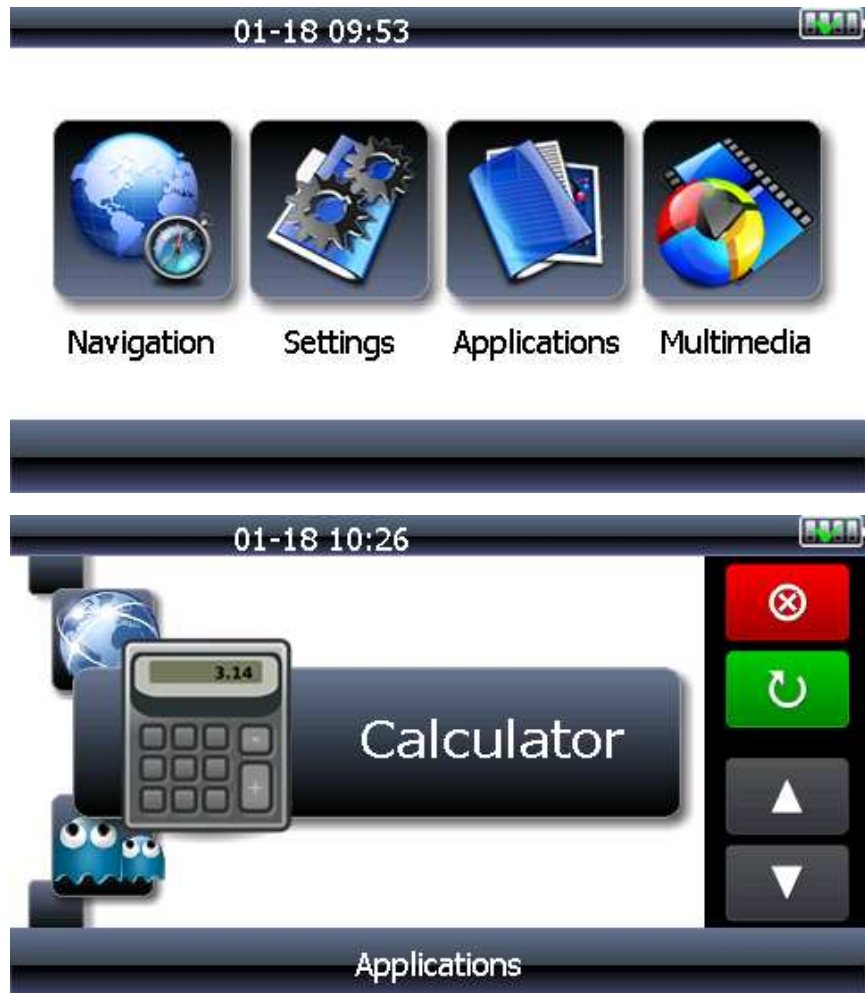 01-18 09:53
Navigation Settings Applications Multimedia
01-18 10:26
3.14
Calculator
Applications